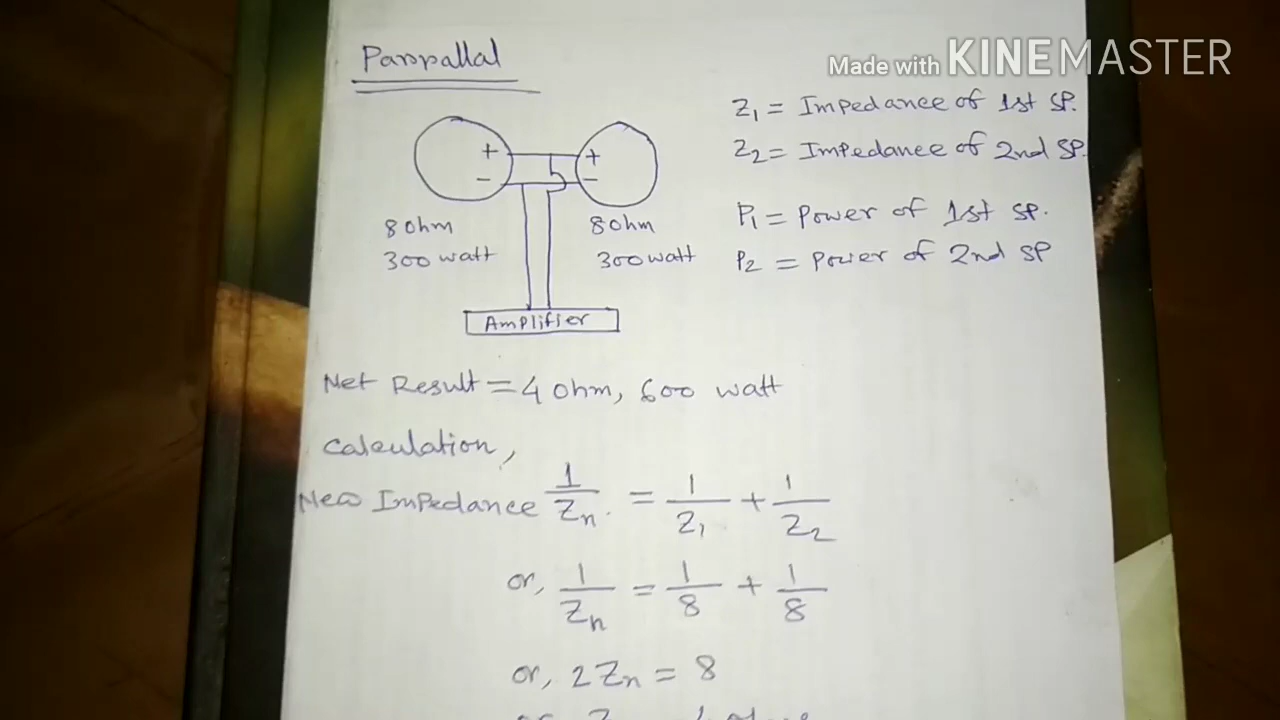 Parpallal
Made with KINEMASTER
Z1 = Impedance of 1st SP.
Z2 = Impedance of 2nd SP.
+ +
− −
8 ohm 8 ohm
300 watt 300 watt
P1 = Power of 1st SP.
P2 = Power of 2nd SP
Amplifier
Net Result = 4 ohm, 600 watt
Calculation,
New Impedance 1/Zn = 1/Z1 + 1/Z2
or, 1/Zn = 1/8 + 1/8
or, 2Zn = 8